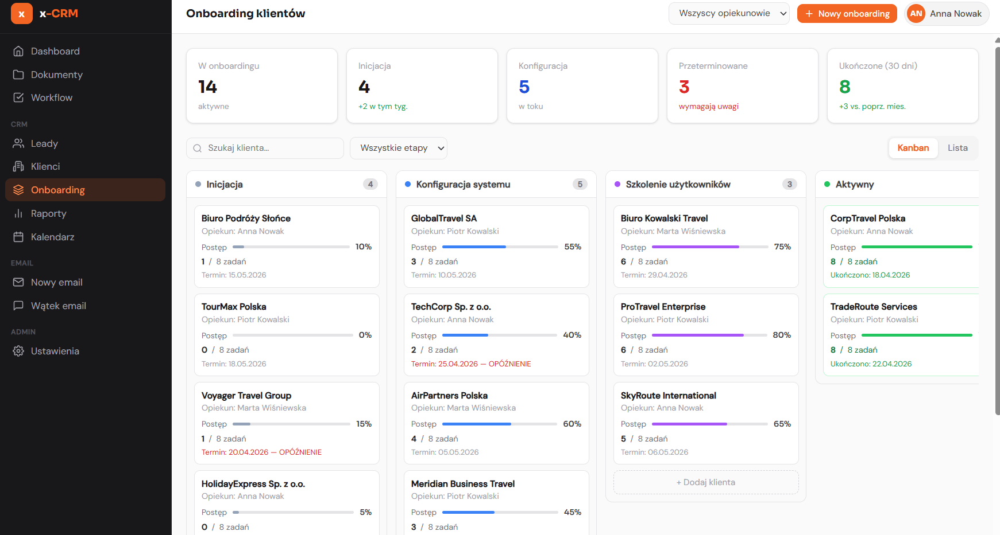 x
x-CRM
Dashboard
Dokumenty
Workflow
CRM
Leady
Klienci
Onboarding
Raporty
Kalendarz
EMAIL
Nowy email
Wątek email
ADMIN
Ustawienia
Onboarding klientów
Wszyscy opiekunowie
+ Nowy onboarding
AN
Anna Nowak
W onboardingu
14
aktywne
Inicjacja
4
+2 w tym tyg.
Konfiguracja
5
w toku
Przeterminowane
3
wymagają uwagi
Ukończone (30 dni)
8
+3 vs. poprz. mies.
Szukaj klienta...
Wszystkie etapy
Kanban
Lista
Inicjacja 4
Biuro Podróży Słońce
Opiekun: Anna Nowak
Postęp 10%
1 / 8 zadań
Termin: 15.05.2026
TourMax Polska
Opiekun: Piotr Kowalski
Postęp 0%
0 / 8 zadań
Termin: 18.05.2026
Voyager Travel Group
Opiekun: Marta Wiśniewska
Postęp 15%
1 / 8 zadań
Termin: 20.04.2026 — OPÓŹNIENIE
HolidayExpress Sp. z o.o.
Opiekun: Anna Nowak
Postęp 5%
0 / 8 zadań
Konfiguracja systemu 5
GlobalTravel SA
Opiekun: Piotr Kowalski
Postęp 55%
3 / 8 zadań
Termin: 10.05.2026
TechCorp Sp. z o.o.
Opiekun: Anna Nowak
Postęp 40%
2 / 8 zadań
Termin: 25.04.2026 — OPÓŹNIENIE
AirPartners Polska
Opiekun: Marta Wiśniewska
Postęp 60%
4 / 8 zadań
Termin: 05.05.2026
Meridian Business Travel
Opiekun: Piotr Kowalski
Postęp 45%
3 / 8 zadań
Szkolenie użytkowników 3
Biuro Kowalski Travel
Opiekun: Marta Wiśniewska
Postęp 75%
6 / 8 zadań
Termin: 29.04.2026
ProTravel Enterprise
Opiekun: Piotr Kowalski
Postęp 80%
6 / 8 zadań
Termin: 02.05.2026
SkyRoute International
Opiekun: Anna Nowak
Postęp 65%
5 / 8 zadań
Termin: 06.05.2026
+ Dodaj klienta
Aktywny
CorpTravel Polska
Opiekun: Anna Nowak
Postęp
8 / 8 zadań
Ukończono: 18.04.2026
TradeRoute Services
Opiekun: Piotr Kowalski
Postęp
8 / 8 zadań
Ukończono: 22.04.2026